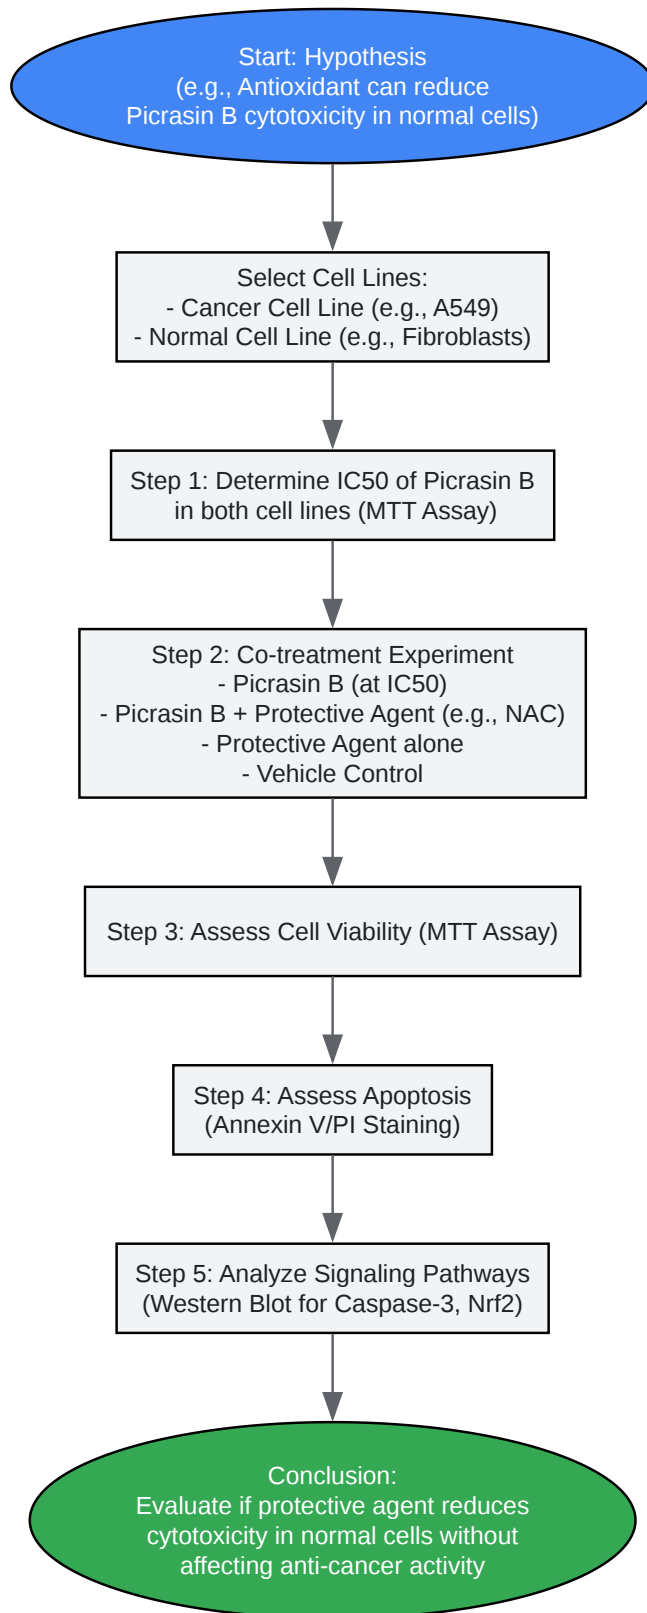 Start: Hypothesis
(e.g., Antioxidant can reduce
Picrasin B cytotoxicity in normal cells)
Select Cell Lines:
- Cancer Cell Line (e.g., A549)
- Normal Cell Line (e.g., Fibroblasts)
Step 1: Determine IC50 of Picrasin B
in both cell lines (MTT Assay)
Step 2: Co-treatment Experiment
- Picrasin B (at IC50)
- Picrasin B + Protective Agent (e.g., NAC)
- Protective Agent alone
- Vehicle Control
Step 3: Assess Cell Viability (MTT Assay)
Step 4: Assess Apoptosis
(Annexin V/PI Staining)
Step 5: Analyze Signaling Pathways
(Western Blot for Caspase-3, Nrf2)
Conclusion:
Evaluate if protective agent reduces
cytotoxicity in normal cells without
affecting anti-cancer activity